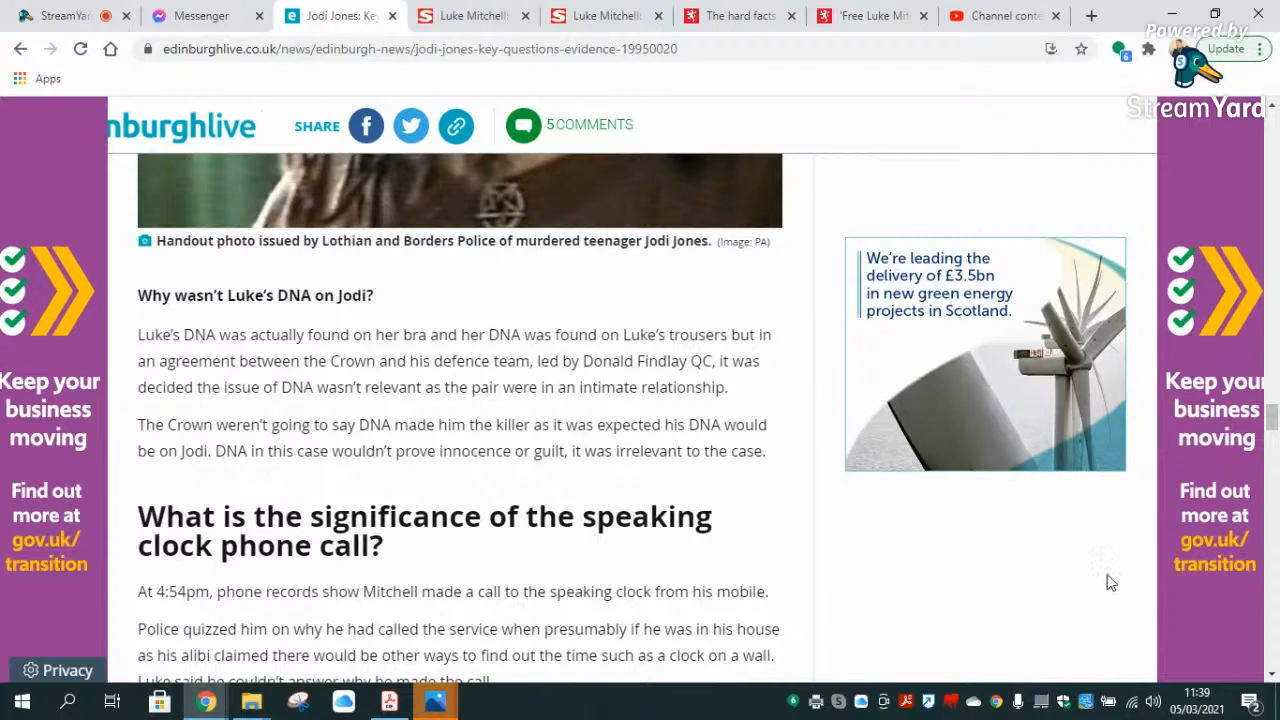 StreamYar
Messenger
Jodi Jones: Ke
Luke Mitchell
Luke Mitchell
The hard facts
'Free Luke Mit
Channel conte
Powered by
edinburghlive.co.uk/news/edinburgh-news/jodi-jones-key-questions-evidence-19950020
6
Update
Apps
StreamYard
nburghlive
SHARE
5 COMMENTS
Handout photo issued by Lothian and Borders Police of murdered teenager Jodi Jones. (Image: PA)
We're leading the
delivery of £3.5bn
in new green energy
projects in Scotland.
Why wasn't Luke's DNA on Jodi?
Luke's DNA was actually found on her bra and her DNA was found on Luke's trousers but in
an agreement between the Crown and his defence team, led by Donald Findlay QC, it was
decided the issue of DNA wasn't relevant as the pair were in an intimate relationship.
The Crown weren't going to say DNA made him the killer as it was expected his DNA would
be on Jodi. DNA in this case wouldn't prove innocence or guilt, it was irrelevant to the case.
What is the significance of the speaking
clock phone call?
At 4:54pm, phone records show Mitchell made a call to the speaking clock from his mobile.
Police quizzed him on why he had called the service when presumably if he was in his house
as his alibi claimed there would be other ways to find out the time such as a clock on a wall.
Luke said he couldn't answer why he made the call.
Keep your
business
moving
Find out
more at
gov.uk/
transition
Keep your
business
moving
Find out
more at
gov.uk/
transition
Privacy
11:39
05/03/2021
2